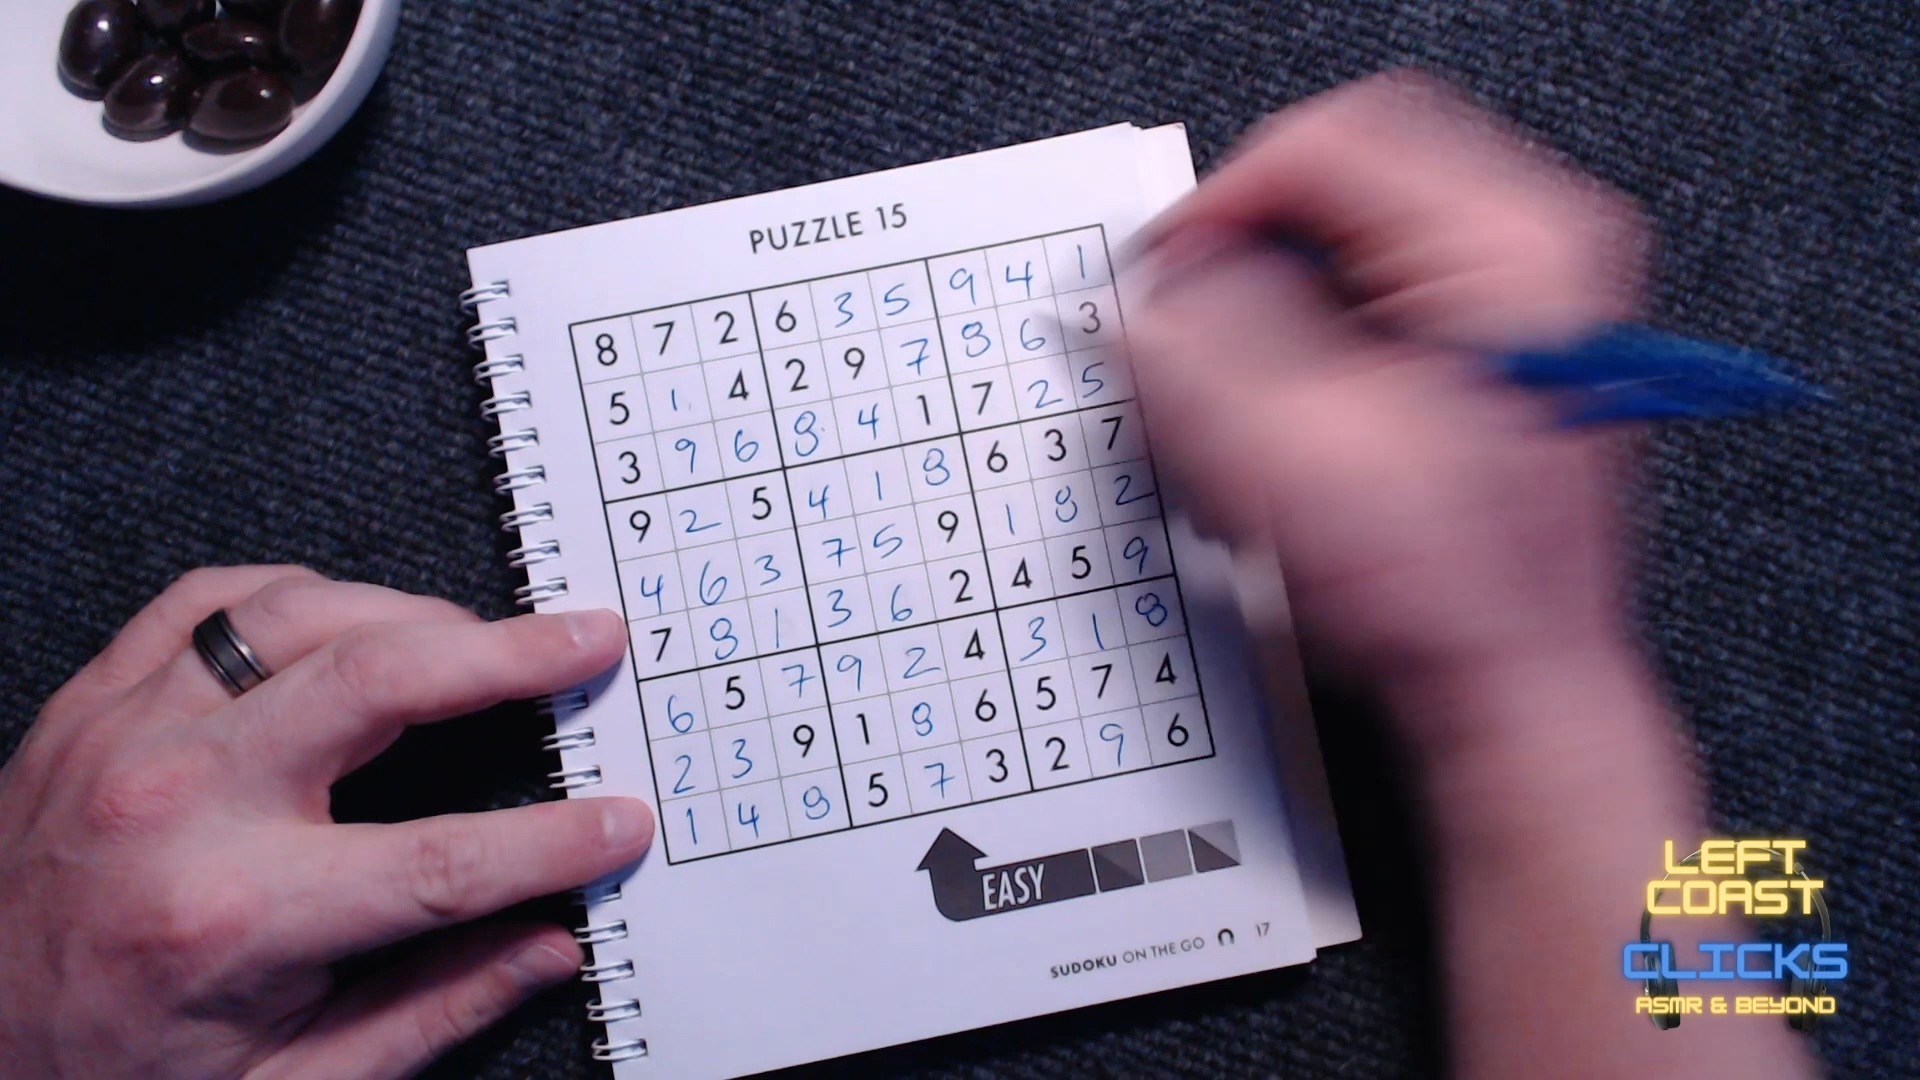 PUZZLE 15
8 7 2 6 3 5 9 4 1
5 1 4 2 9 7 8 6 3
3 9 6 8 4 1 7 2 5
9 2 5 4 1 8 6 3 7
4 6 3 7 5 9 1 8 2
7 8 1 3 6 2 4 5 9
6 5 7 9 2 4 3 1 8
2 3 9 1 8 6 5 7 4
1 4 8 5 7 3 2 9 6
EASY
SUDOKU ON THE GO 17
LEFT
COAST
CLICKS
ASMR & BEYOND